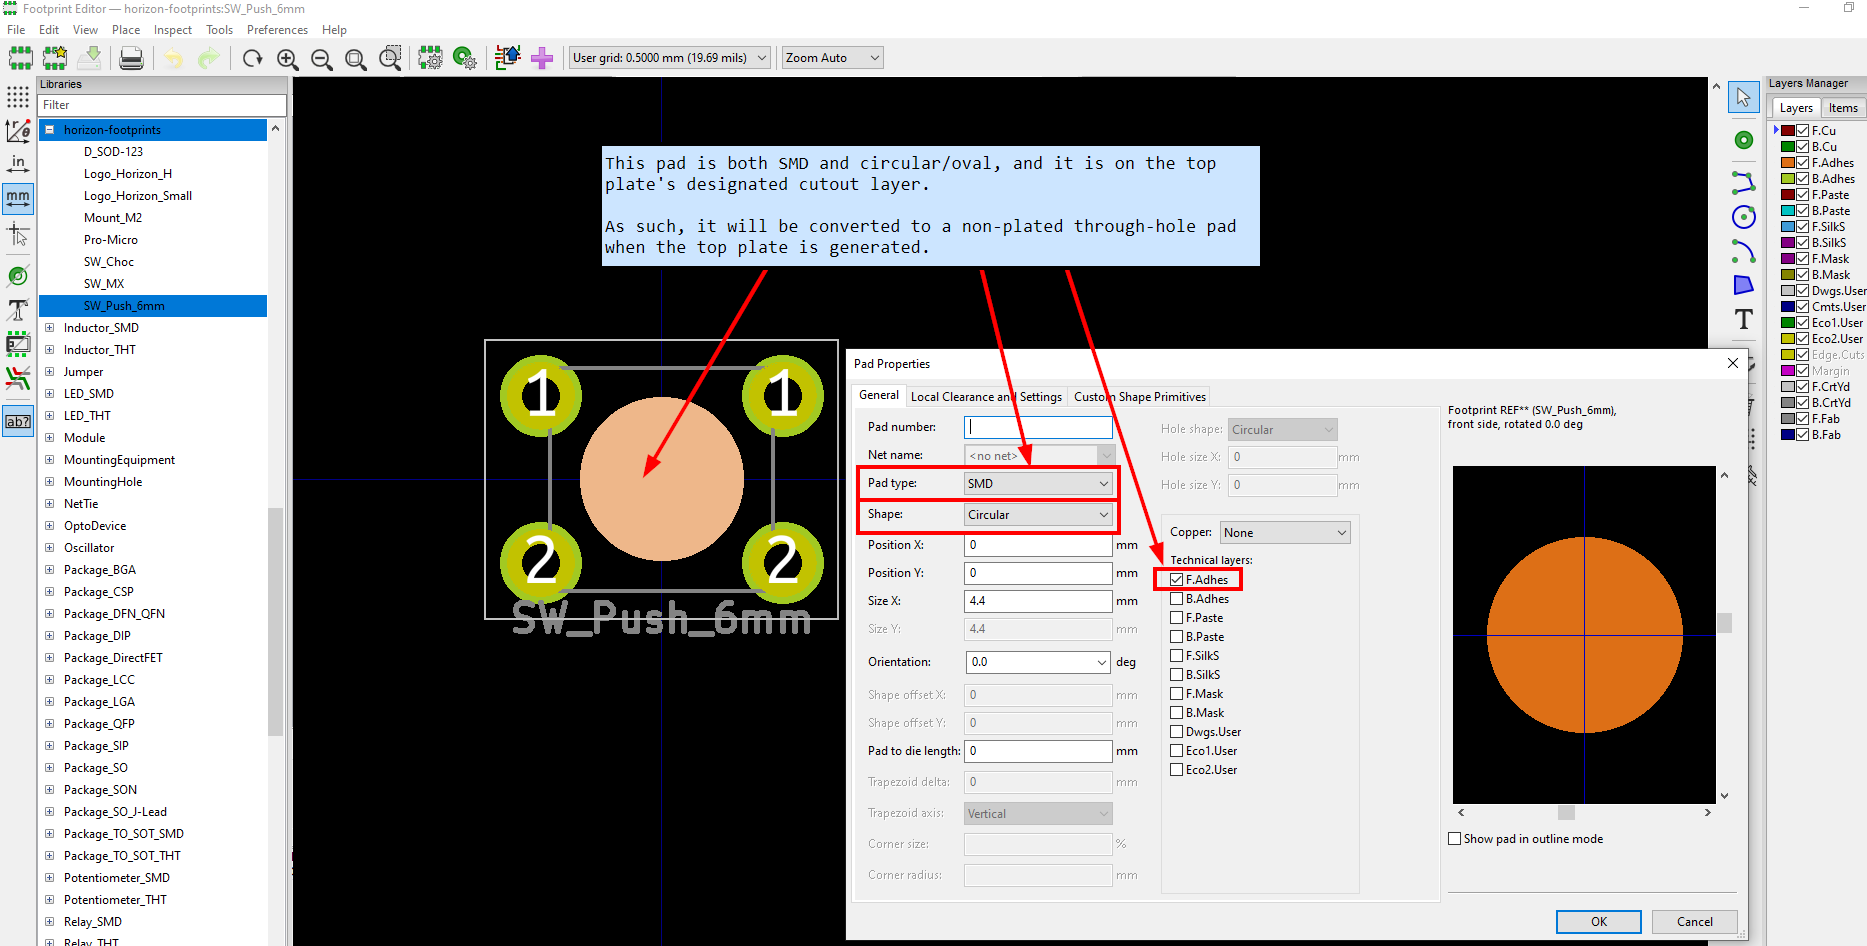 Footprint Editor — horizon-footprints:SW_Push_6mm
File Edit View Place Inspect Tools Preferences Help
User grid: 0.5000 mm (19.69 mils) Zoom Auto
Libraries
Filter
horizon-footprints
D_SOD-123
Logo_Horizon_H
Logo_Horizon_Small
Mount_M2
Pro-Micro
SW_Choc
SW_MX
SW_Push_6mm
Inductor_SMD
Inductor_THT
Jumper
LED_SMD
LED_THT
Module
MountingEquipment
MountingHole
NetTie
OptoDevice
Oscillator
Package_BGA
Package_CSP
Package_DFN_QFN
Package_DIP
Package_DirectFET
Package_LCC
Package_LGA
Package_QFP
Package_SIP
Package_SO
Package_SON
Package_SO_J-Lead
Package_TO_SOT_SMD
Package_TO_SOT_THT
Potentiometer_SMD
Potentiometer_THT
Relay_SMD
Relay_THT
in
mm
ab?
This pad is both SMD and circular/oval, and it is on the top
plate's designated cutout layer.
As such, it will be converted to a non-plated through-hole pad
when the top plate is generated.
1 1
2 2
SW_Push_6mm
Pad Properties
General Local Clearance and Settings Custom Shape Primitives
Pad number:
Net name: <no net>
Pad type: SMD
Shape: Circular
Position X: 0 mm
Position Y: 0 mm
Size X: 4.4 mm
Size Y: 4.4 mm
Orientation: 0.0 deg
Shape offset X: 0 mm
Shape offset Y: 0 mm
Pad to die length: 0 mm
Trapezoid delta: 0 mm
Trapezoid axis: Vertical
Corner size: %
Corner radius: mm
Hole shape: Circular
Hole size X: 0 mm
Hole size Y: 0 mm
Copper: None
Technical layers:
F.Adhes
B.Adhes
F.Paste
B.Paste
F.SilkS
B.SilkS
F.Mask
B.Mask
Dwgs.User
Eco1.User
Eco2.User
Footprint REF** (SW_Push_6mm),
front side, rotated 0.0 deg
Show pad in outline mode
OK Cancel
T
Layers Manager
Layers Items
F.Cu
B.Cu
F.Adhes
B.Adhes
F.Paste
B.Paste
F.SilkS
B.SilkS
F.Mask
B.Mask
Dwgs.User
Cmts.User
Eco1.User
Eco2.User
Edge.Cuts
Margin
F.CrtYd
B.CrtYd
F.Fab
B.Fab